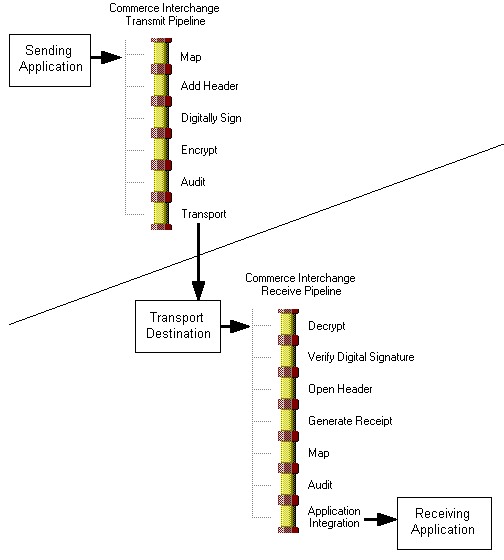 Commerce Interchange
Transmit Pipeline
Sending
Application
Map
Add Header
Digitally Sign
Encrypt
Audit
Transport
Commerce Interchange
Receive Pipeline
Transport
Destination
Decrypt
Verify Digital Signature
Open Header
Generate Receipt
Map
Audit
Application
Integration
Receiving
Application